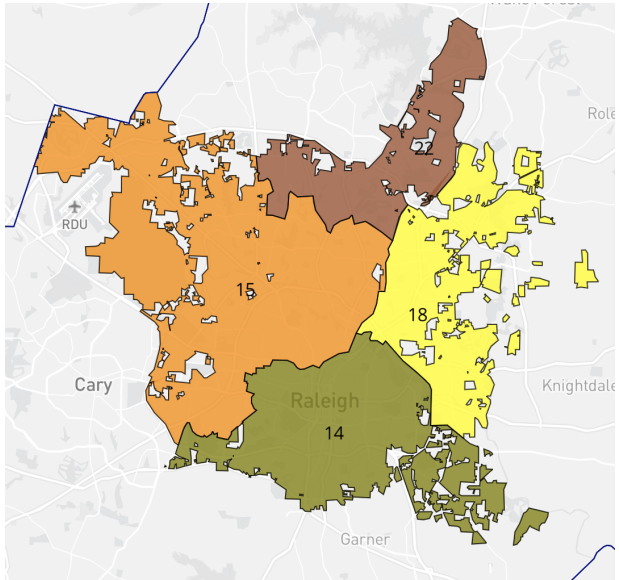 Wake Forest
Role
22
RDU
15
18
Cary
Knightdale
Raleigh
14
Garner